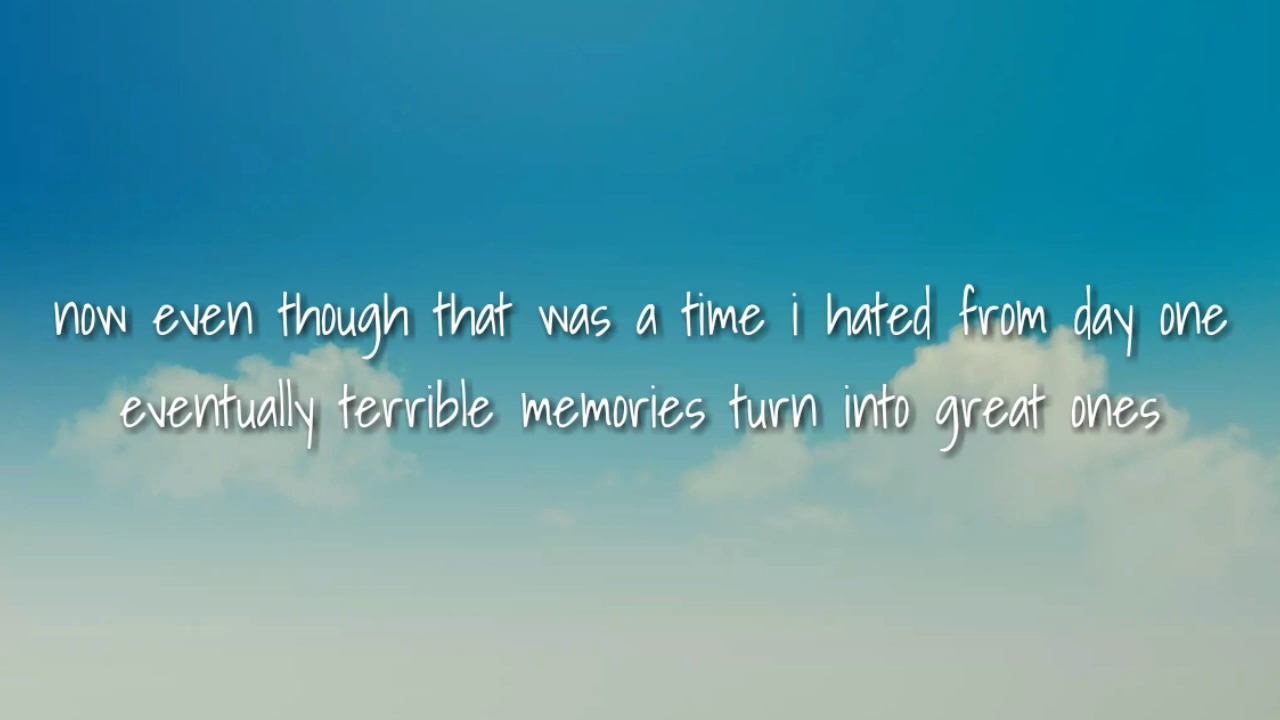 now even though that was a time i hated from day one
eventually terrible memories turn into great ones